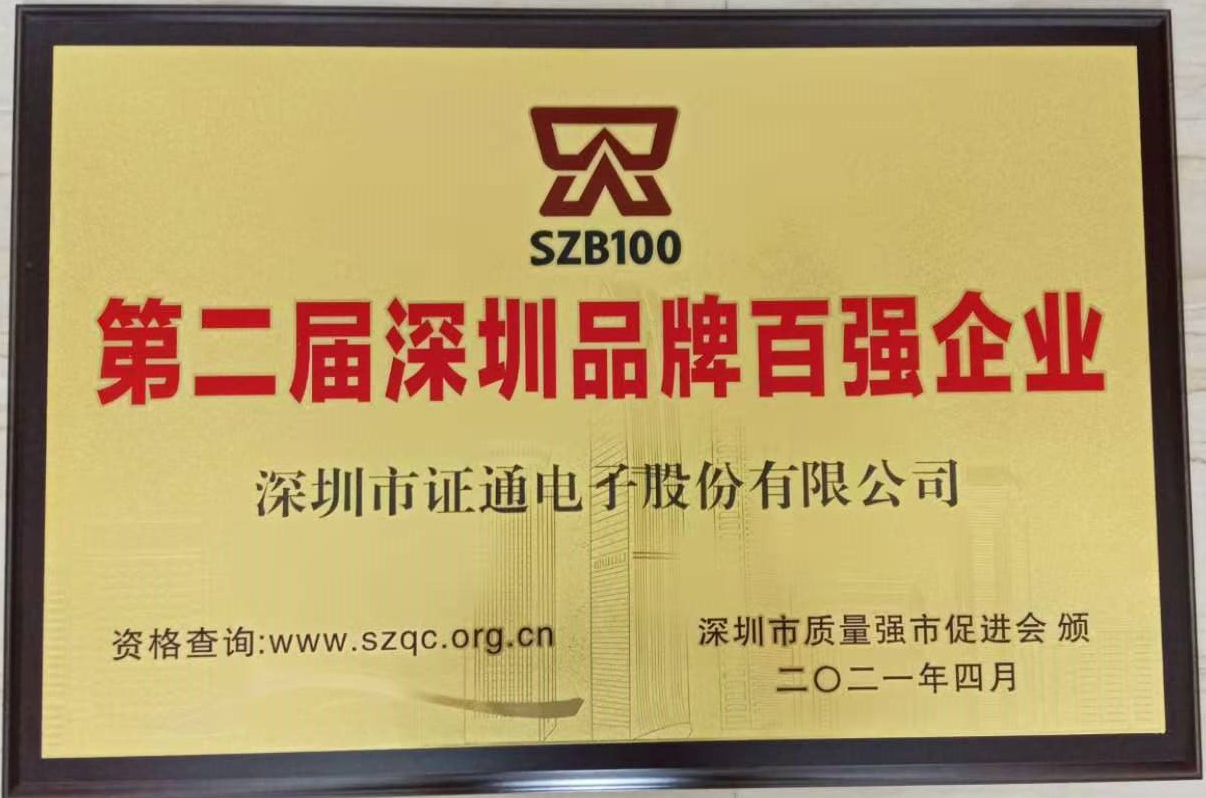 SZB100
第二届深圳品牌百强企业
深圳市证通电子股份有限公司
资格查询:www.szqc.org.cn
深圳市质量强市促进会 颁
二〇二一年四月